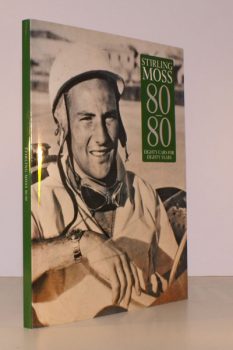 STIRLING
MOSS
80
80
EIGHTY CARS FOR
EIGHTY YEARS